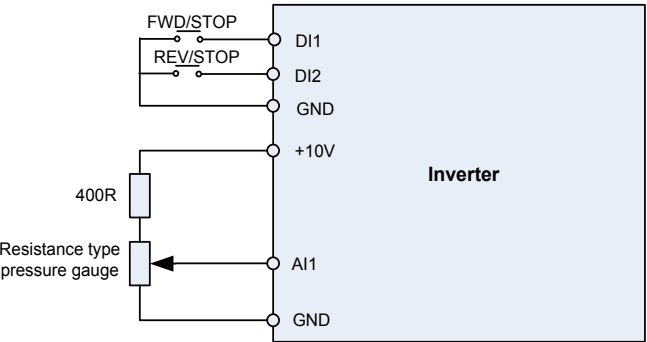 FWD/STOP
DI1
REV/STOP
DI2
GND
+10V
Inverter
400R
Resistance type
pressure gauge
AI1
GND